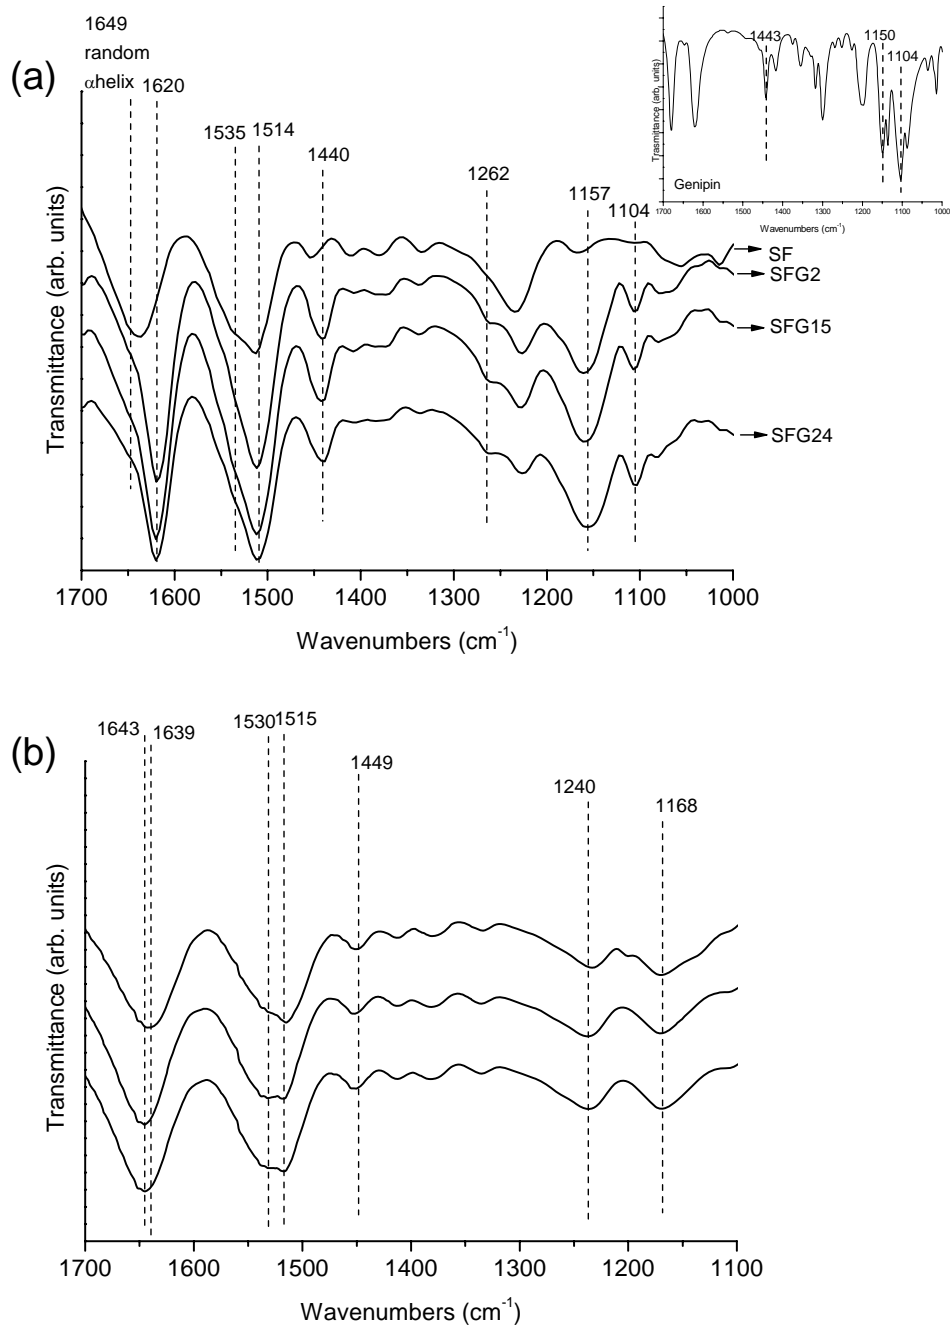 (a)
1649
random
αhelix
1620
1535
1514
1440
1262
1157
1104
SF
SFG2
SFG15
SFG24
Transmittance (arb. units)
1700 1600 1500 1400 1300 1200 1100 1000
Wavenumbers (cm-1)
1443
1150
1104
Genipin
Trasmittance (arb. units)
1700 1600 1500 1400 1300 1200 1100 1000
Wavenumbers (cm-1)
(b)
1643
1639
1530
1515
1449
1240
1168
Transmittance (arb. units)
1700 1600 1500 1400 1300 1200 1100
Wavenumbers (cm-1)